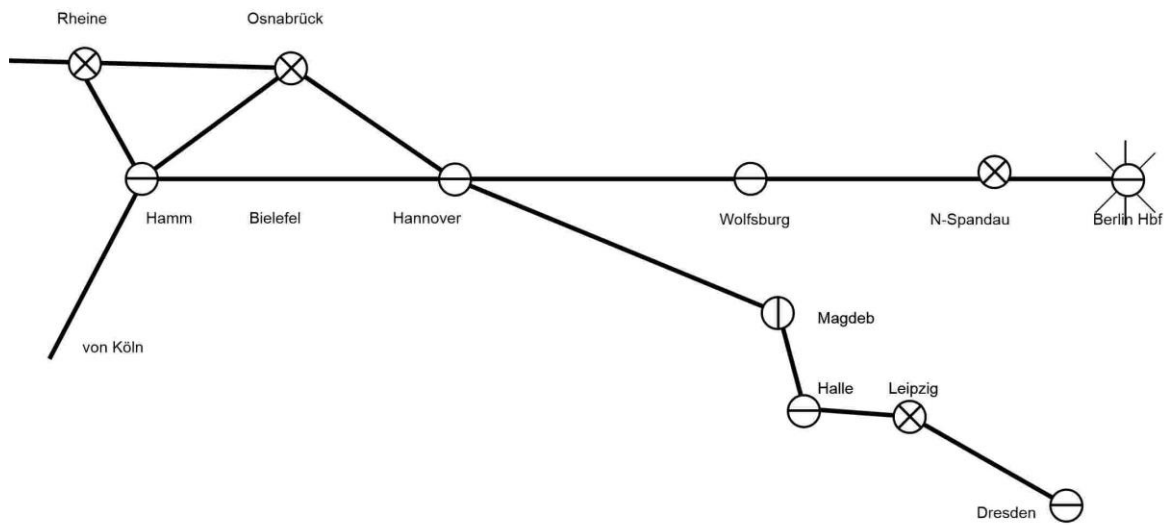 Rheine
Osnabrück
Hamm
Bielefel
Hannover
Wolfsburg
N-Spandau
Berlin Hbf
Magdeb
von Köln
Halle
Leipzig
Dresden